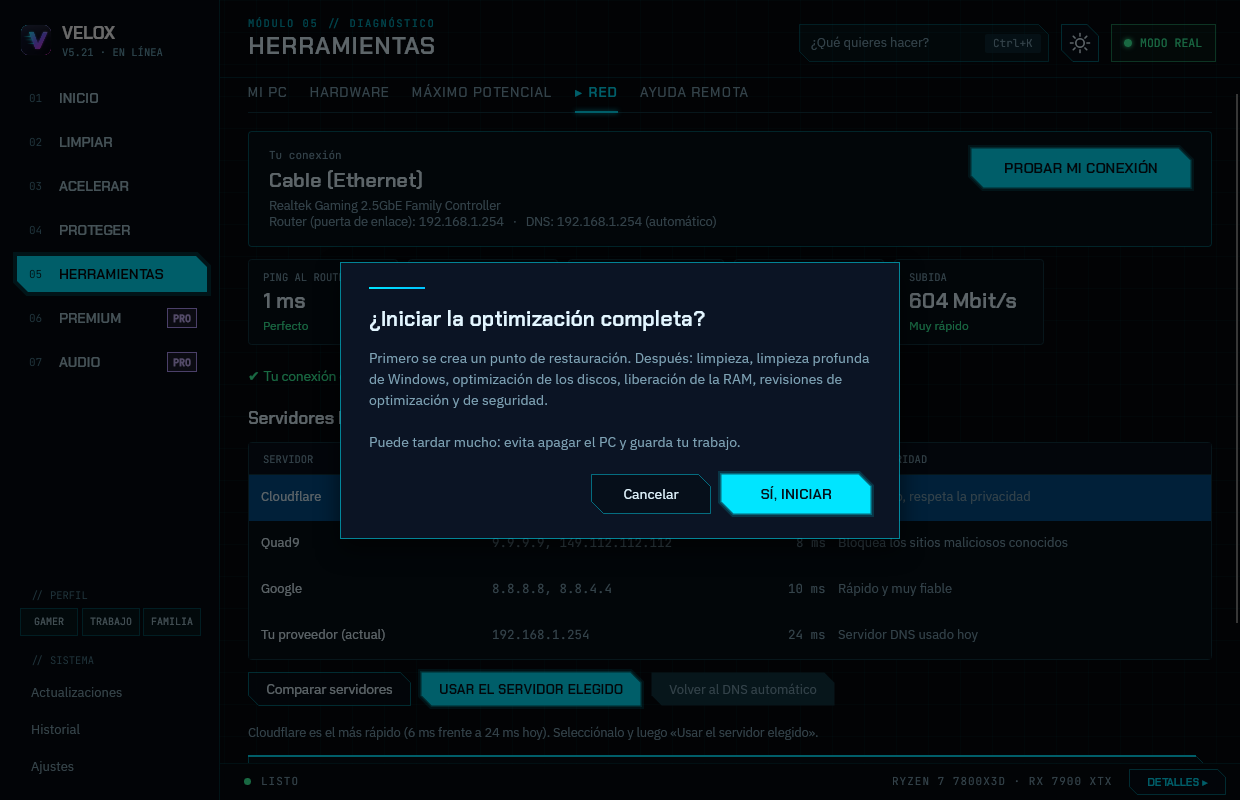 VELOX
V5.21 · EN LÍNEA
01 INICIO
02 LIMPIAR
03 ACELERAR
04 PROTEGER
05 HERRAMIENTAS
06 PREMIUM PRO
07 AUDIO PRO
// PERFIL
GAMER TRABAJO FAMILIA
// SISTEMA
Actualizaciones
Historial
Ajustes
MÓDULO 05 // DIAGNÓSTICO
HERRAMIENTAS
¿Qué quieres hacer? Ctrl+K
MODO REAL
MI PC HARDWARE MÁXIMO POTENCIAL ▸ RED AYUDA REMOTA
Tu conexión
Cable (Ethernet)
Realtek Gaming 2.5GbE Family Controller
Router (puerta de enlace): 192.168.1.254 · DNS: 192.168.1.254 (automático)
PROBAR MI CONEXIÓN
PING AL
1 ms
Perfecto
SUBIDA
604 Mbit/s
Muy rápido
✔ Tu conexión
Servidores
¿Iniciar la optimización completa?
Primero se crea un punto de restauración. Después: limpieza, limpieza profunda
de Windows, optimización de los discos, liberación de la RAM, revisiones de
optimización y de seguridad.
Puede tardar mucho: evita apagar el PC y guarda tu trabajo.
Cancelar SÍ, INICIAR
SERVIDOR
Cloudflare respeta la privacidad
Quad9 9.9.9.9, 149.112.112.112 8 ms Bloquea los sitios maliciosos conocidos
Google 8.8.8.8, 8.8.4.4 10 ms Rápido y muy fiable
Tu proveedor (actual) 192.168.1.254 24 ms Servidor DNS usado hoy
Comparar servidores USAR EL SERVIDOR ELEGIDO Volver al DNS automático
Cloudflare es el más rápido (6 ms frente a 24 ms hoy). Selecciónalo y luego «Usar el servidor elegido».
LISTO
RYZEN 7 7800X3D · RX 7900 XTX DETALLES ▸